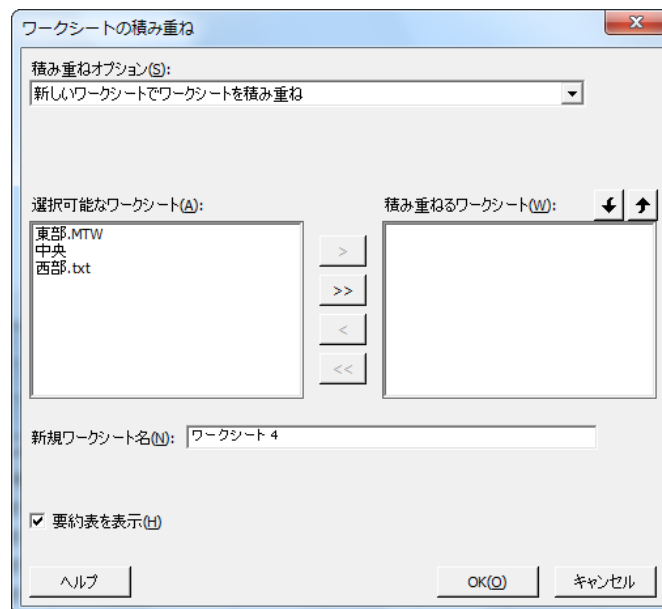 ワークシートの積み重ね
積み重ねオプション(S):
新しいワークシートでワークシートを積み重ね
選択可能なワークシート(A):
積み重ねるワークシート(W):
東部.MTW
中央
西部.txt
>
>>
<
<<
新規ワークシート名(N):
ワークシート 4
要約表を表示(H)
ヘルプ
OK(O)
キャンセル